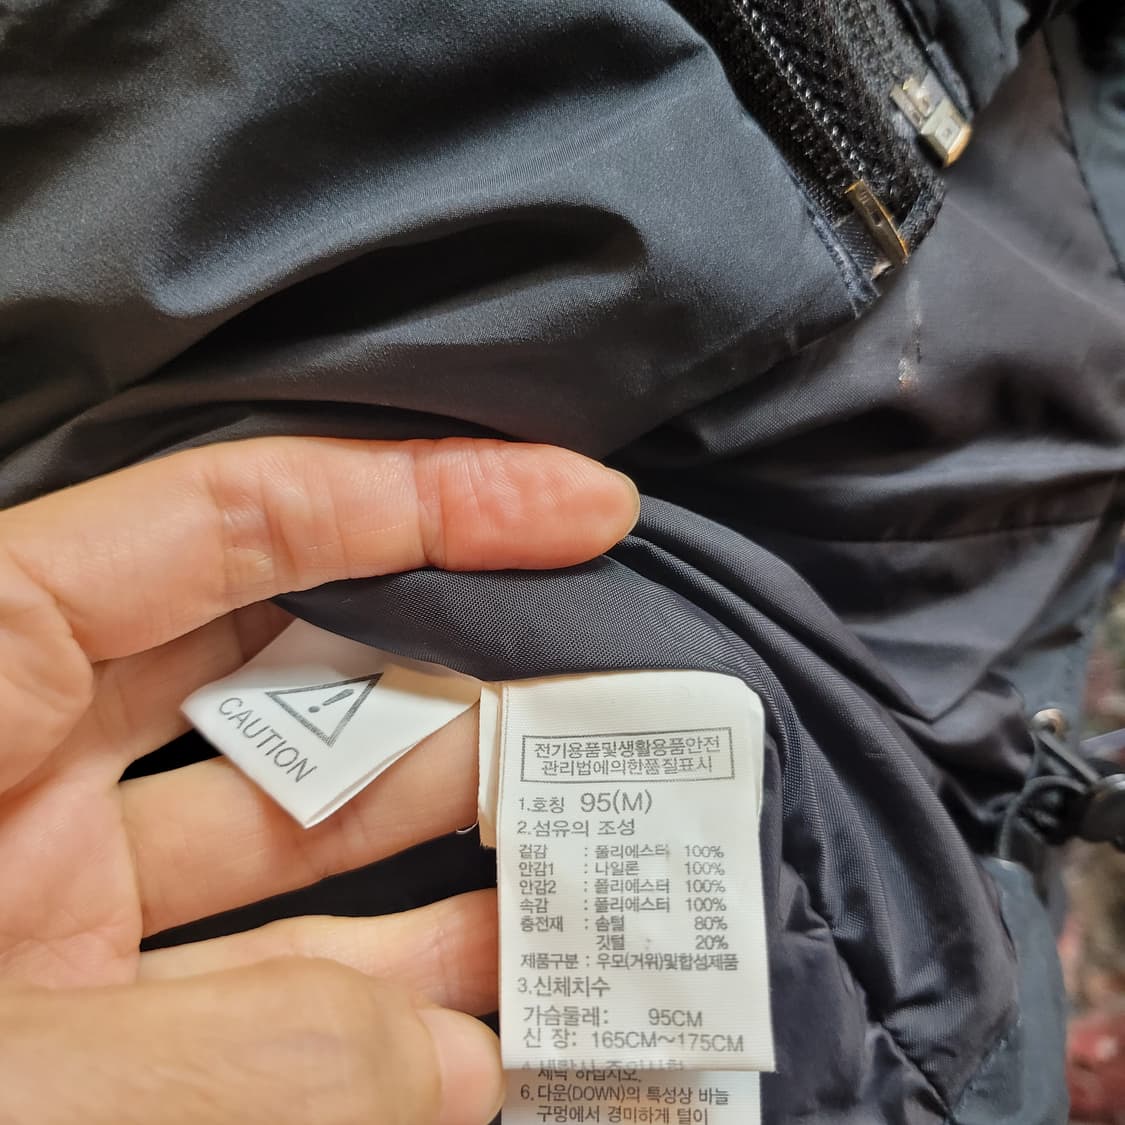 CAUTION
전기용품및생활용품안전
관리법에의한품질표시
1.호칭 95(M)
2.섬유의 조성
겉감 : 폴리에스터 100%
안감1 : 나일론 100%
안감2 : 폴리에스터 100%
속감 : 폴리에스터 100%
충전재 : 솜털 80%
깃털 20%
제품구분 : 우모(거위)및합성제품
3.신체치수
가슴둘레: 95CM
신 장: 165CM~175CM
6.다운(DOWN)의 특성상 바늘
구멍에서 경미하게 털이